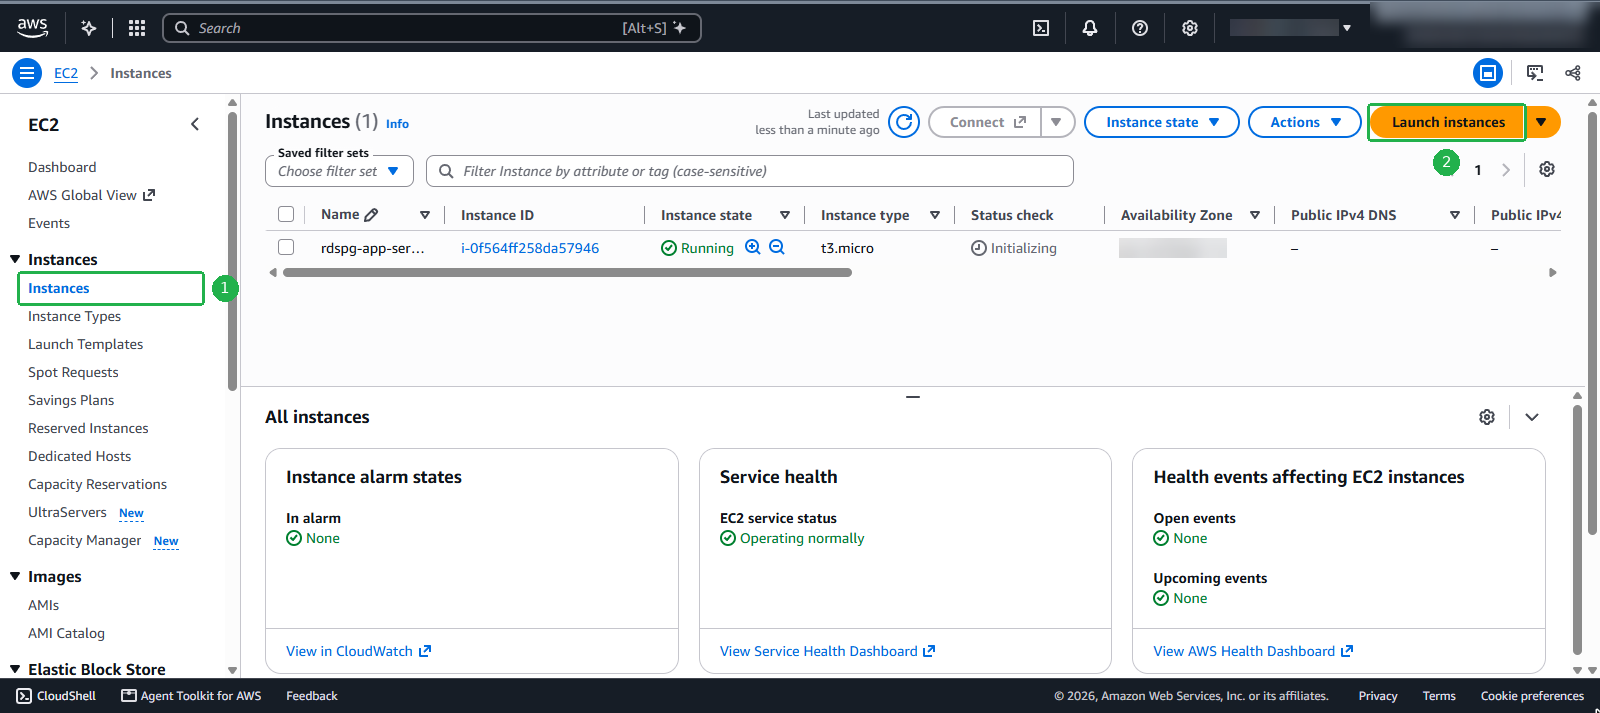 aws
Search [Alt+S]
EC2 Instances
EC2
Dashboard
AWS Global View
Events
Instances
Instances 1
Instance Types
Launch Templates
Spot Requests
Savings Plans
Reserved Instances
Dedicated Hosts
Capacity Reservations
UltraServers New
Capacity Manager New
Images
AMIs
AMI Catalog
Elastic Block Store
Instances (1) Info
Last updated
less than a minute ago
Connect Instance state Actions Launch instances
Saved filter sets
Choose filter set Filter Instance by attribute or tag (case-sensitive) 2 1
Name Instance ID Instance state Instance type Status check Availability Zone Public IPv4 DNS Public IPv4
rdspg-app-ser... i-0f564ff258da57946 Running t3.micro Initializing – –
All instances
Instance alarm states
In alarm
None
View in CloudWatch
Service health
EC2 service status
Operating normally
View Service Health Dashboard
Health events affecting EC2 instances
Open events
None
Upcoming events
None
View AWS Health Dashboard
CloudShell Agent Toolkit for AWS Feedback © 2026, Amazon Web Services, Inc. or its affiliates. Privacy Terms Cookie preferences